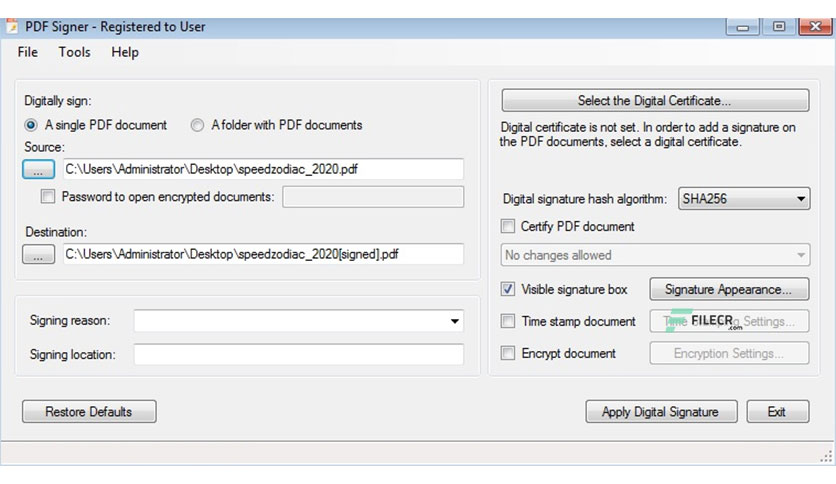 PDF Signer - Registered to User
File Tools Help
Digitally sign:
A single PDF document A folder with PDF documents
Source:
... C:\Users\Administrator\Desktop\speedzodiac_2020.pdf
Password to open encrypted documents:
Destination:
... C:\Users\Administrator\Desktop\speedzodiac_2020[signed].pdf
Signing reason:
Signing location:
Select the Digital Certificate...
Digital certificate is not set. In order to add a signature on
the PDF documents, select a digital certificate.
Digital signature hash algorithm: SHA256
Certify PDF document
No changes allowed
Visible signature box Signature Appearance...
Time stamp document Settings...
FILECR
.com
Encrypt document Encryption Settings...
Restore Defaults Apply Digital Signature Exit